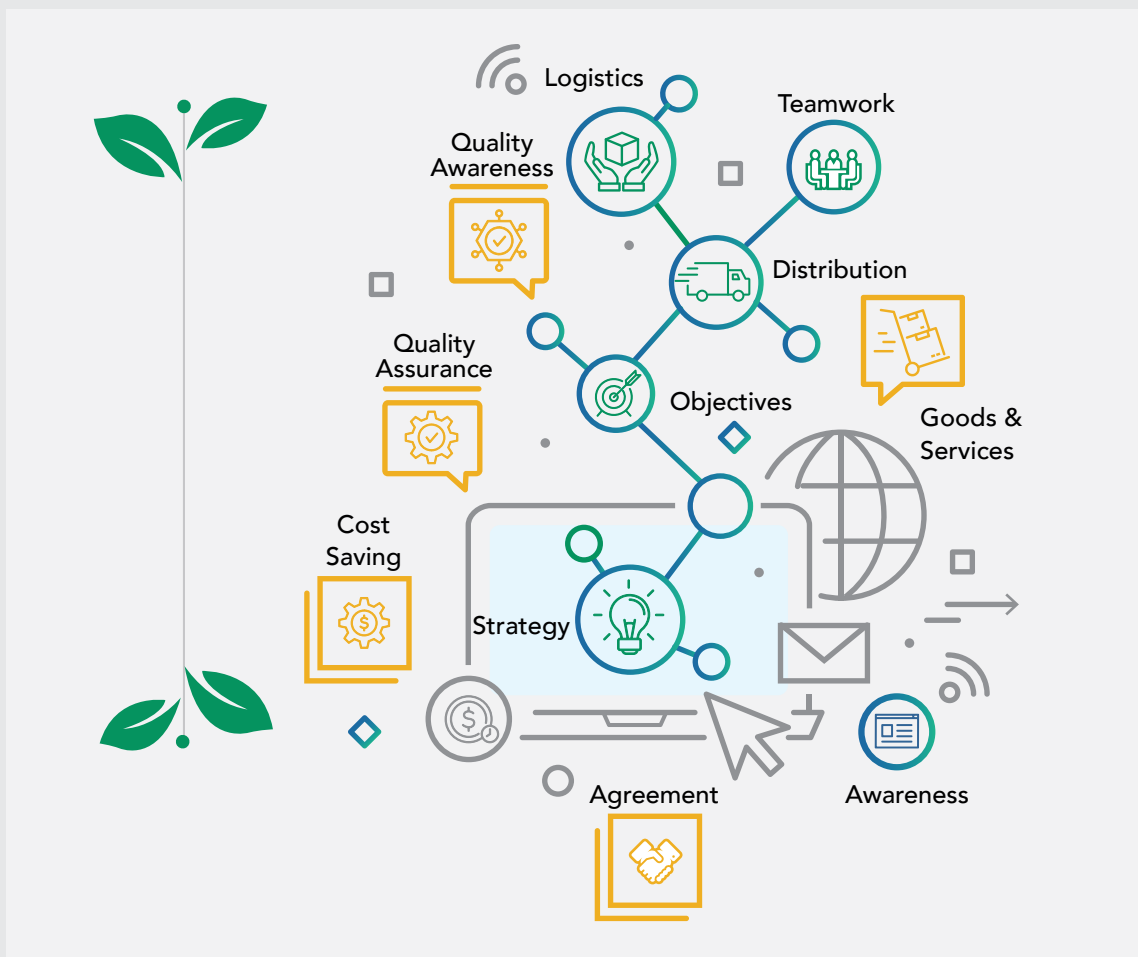 Logistics
Teamwork
Quality
Awareness
Distribution
Quality
Assurance
Objectives
Goods &
Services
Cost
Saving
$
Strategy
$
Agreement
Awareness